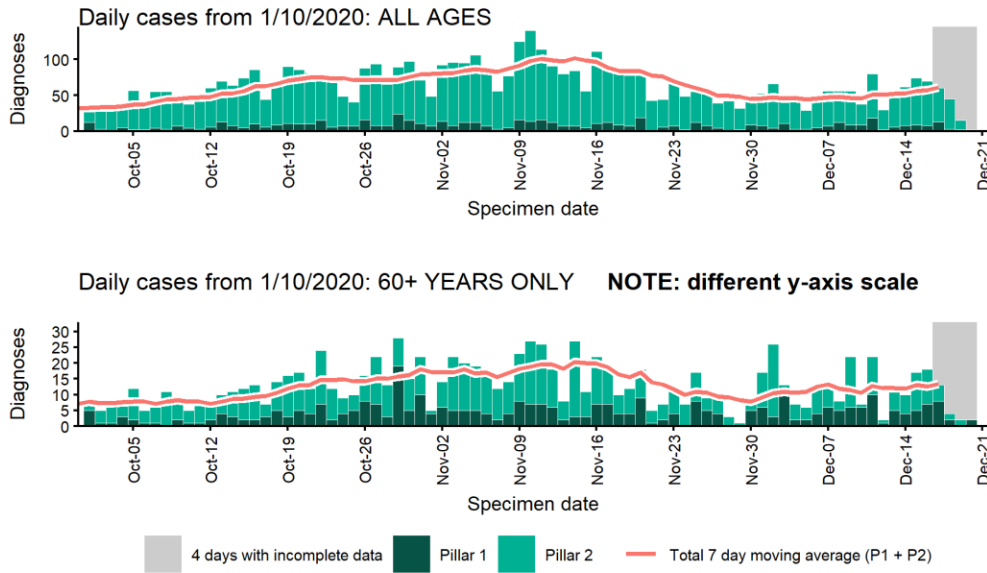 Daily cases from 1/10/2020: ALL AGES
Diagnoses
100
50
0
Oct-05 Oct-12 Oct-19 Oct-26 Nov-02 Nov-09 Nov-16 Nov-23 Nov-30 Dec-07 Dec-14 Dec-21
Specimen date
Daily cases from 1/10/2020: 60+ YEARS ONLY NOTE: different y-axis scale
Diagnoses
30
25
20
15
10
5
0
Oct-05 Oct-12 Oct-19 Oct-26 Nov-02 Nov-09 Nov-16 Nov-23 Nov-30 Dec-07 Dec-14 Dec-21
Specimen date
4 days with incomplete data Pillar 1 Pillar 2 Total 7 day moving average (P1 + P2)